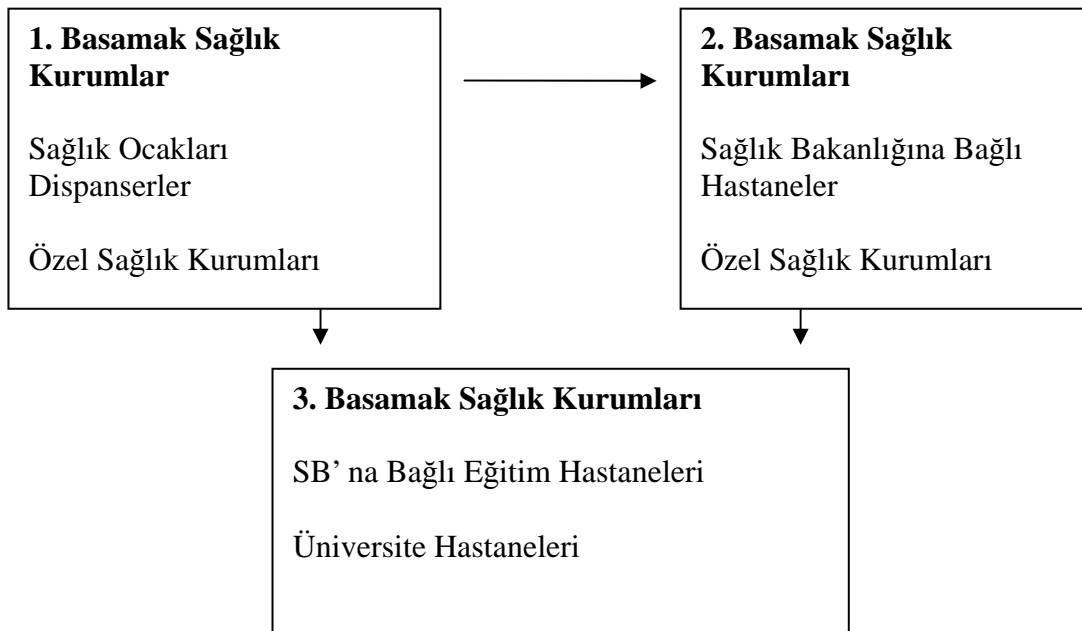 1. Basamak Sağlık
Kurumlar
Sağlık Ocakları
Dispanserler
Özel Sağlık Kurumları
2. Basamak Sağlık
Kurumları
Sağlık Bakanlığına Bağlı
Hastaneler
Özel Sağlık Kurumları
3. Basamak Sağlık Kurumları
SB’ na Bağlı Eğitim Hastaneleri
Üniversite Hastaneleri